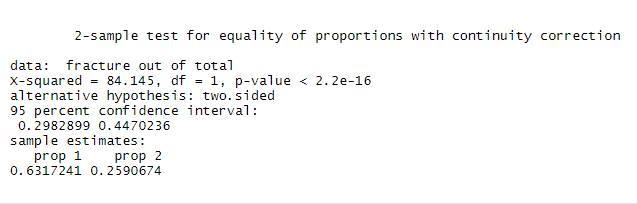 2-sample test for equality of proportions with continuity correction
data:  fracture out of total
X-squared = 84.145, df = 1, p-value < 2.2e-16
alternative hypothesis: two.sided
95 percent confidence interval:
 0.2982899 0.4470236
sample estimates:
   prop 1    prop 2
0.6317241 0.2590674